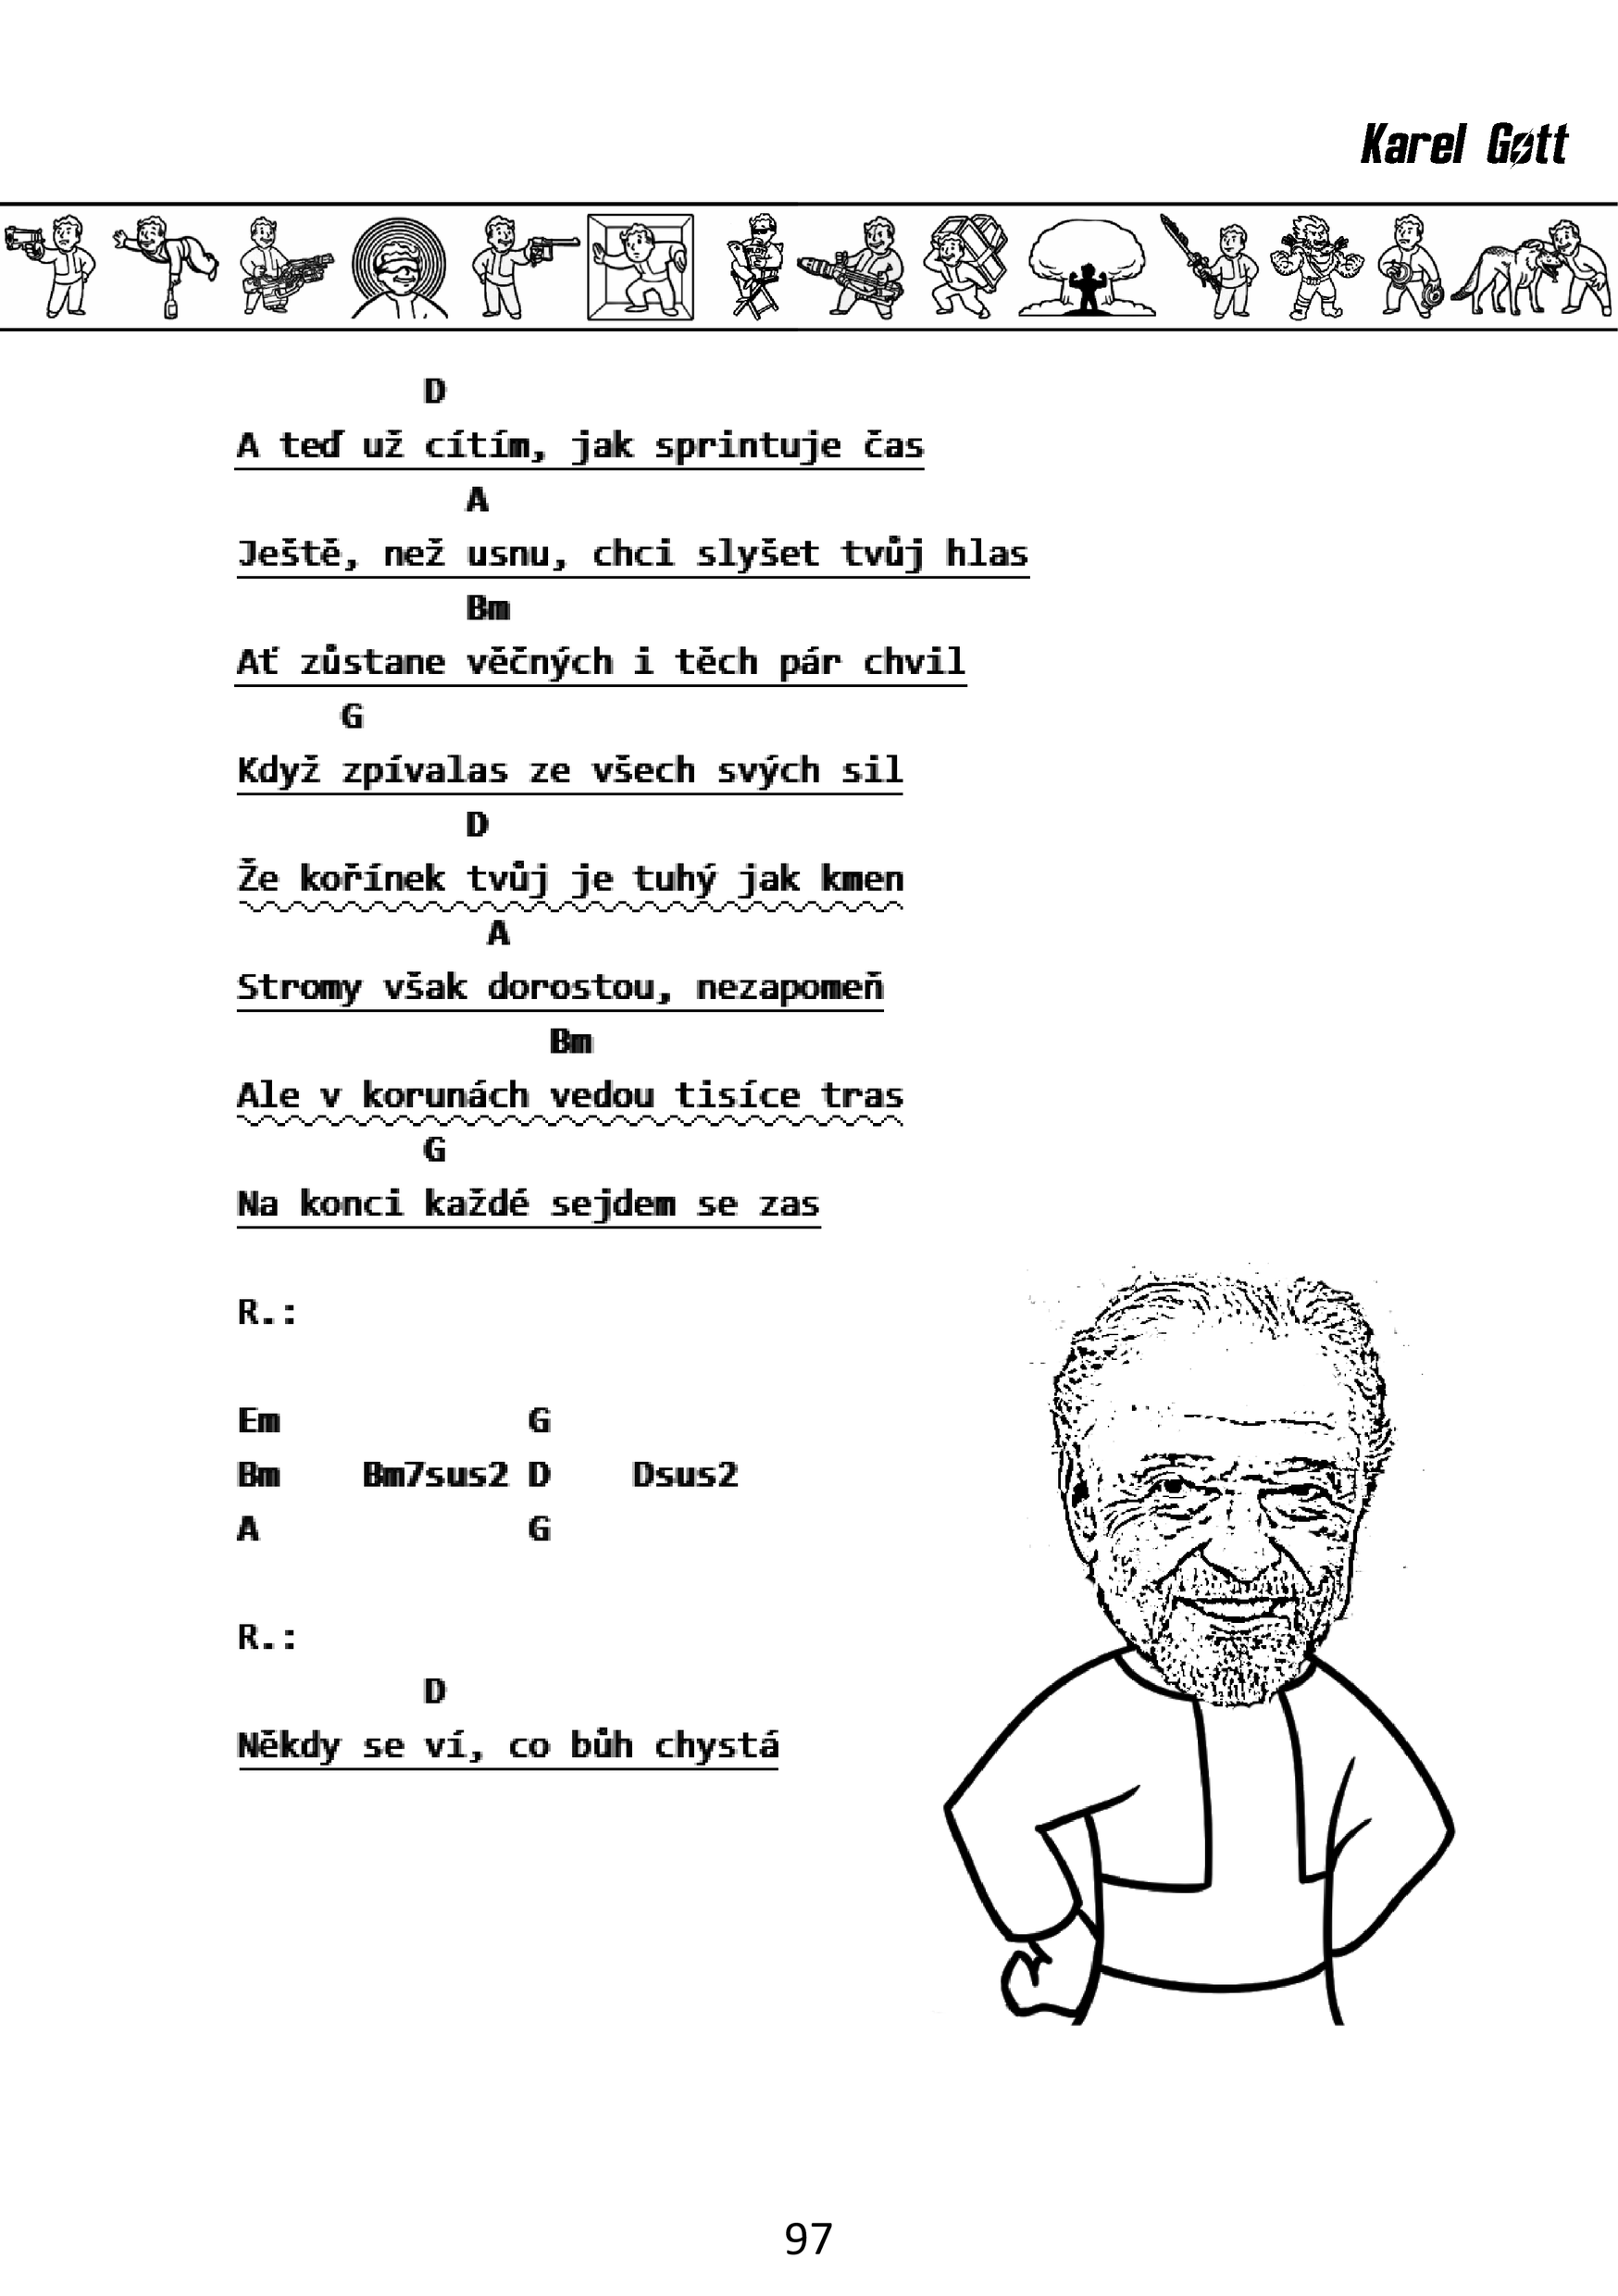 Karel Gott
D
A teď už cítím, jak sprintuje čas
A
Ještě, než usnu, chci slyšet tvůj hlas
Bm
Ať zůstane věčných i těch pár chvil
G
Když zpívalas ze všech svých sil
D
Že kořínek tvůj je tuhý jak kmen
A
Stromy však dorostou, nezapomeň
Bm
Ale v korunách vedou tisíce tras
G
Na konci každé sejdem se zas
R.:
Em G
Bm Bm7sus2 D Dsus2
A G
R.:
D
Někdy se ví, co bůh chystá
97